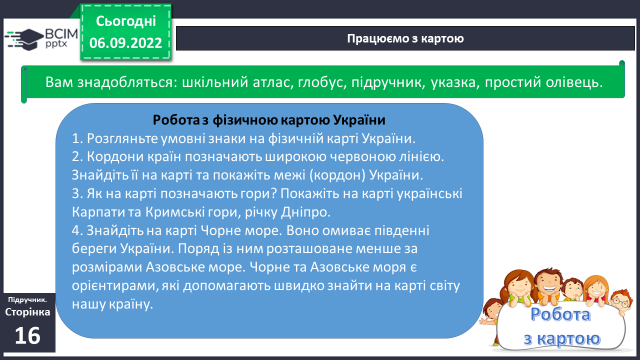 Сьогодні
06.09.2022
BCIM
pptx
Працюємо з картою
Вам знадобляться: шкільний атлас, глобус, підручник, указка, простий олівець.
Робота з фізичною картою України
1. Розгляньте умовні знаки на фізичній карті України.
2. Кордони країн позначають широкою червоною лінією.
Знайдіть її на карті та покажіть межі (кордон) України.
3. Як на карті позначають гори? Покажіть на карті українські
Карпати та Кримські гори, річку Дніпро.
4. Знайдіть на карті Чорне море. Воно омиває південні
береги України. Поряд із ним розташоване менше за
розмірами Азовське море. Чорне та Азовське моря є
орієнтирами, які допомагають швидко знайти на карті світу
нашу країну.
Підручник.
Сторінка
16
Робота
з картою